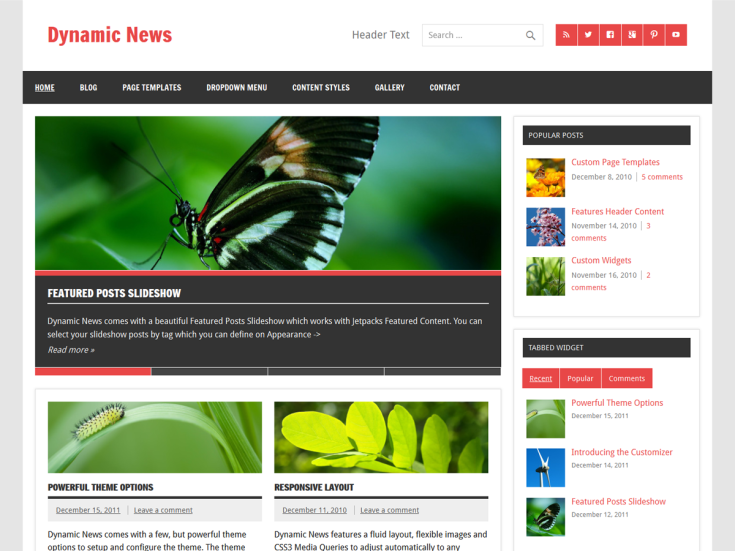 Dynamic News
Header Text
Search ...
HOME
BLOG
PAGE TEMPLATES
DROPDOWN MENU
CONTENT STYLES
GALLERY
CONTACT
FEATURED POSTS SLIDESHOW
Dynamic News comes with a beautiful Featured Posts Slideshow which works with Jetpacks Featured Content. You can
select your slideshow posts by tag which you can define on Appearance ->
Read more »
POWERFUL THEME OPTIONS
December 15, 2011 | Leave a comment
Dynamic News comes with a few, but powerful theme
options to setup and configure the theme. The theme
RESPONSIVE LAYOUT
December 11, 2010 | Leave a comment
Dynamic News features a fluid layout, flexible images and
CSS3 Media Queries to adjust automatically to any
POPULAR POSTS
Custom Page Templates
December 8, 2010 | 5 comments
Features Header Content
November 14, 2010 | 3
comments
Custom Widgets
November 16, 2010 | 2
comments
TABBED WIDGET
Recent
Popular
Comments
Powerful Theme Options
December 15, 2011
Introducing the Customizer
December 14, 2011
Featured Posts Slideshow
December 12, 2011